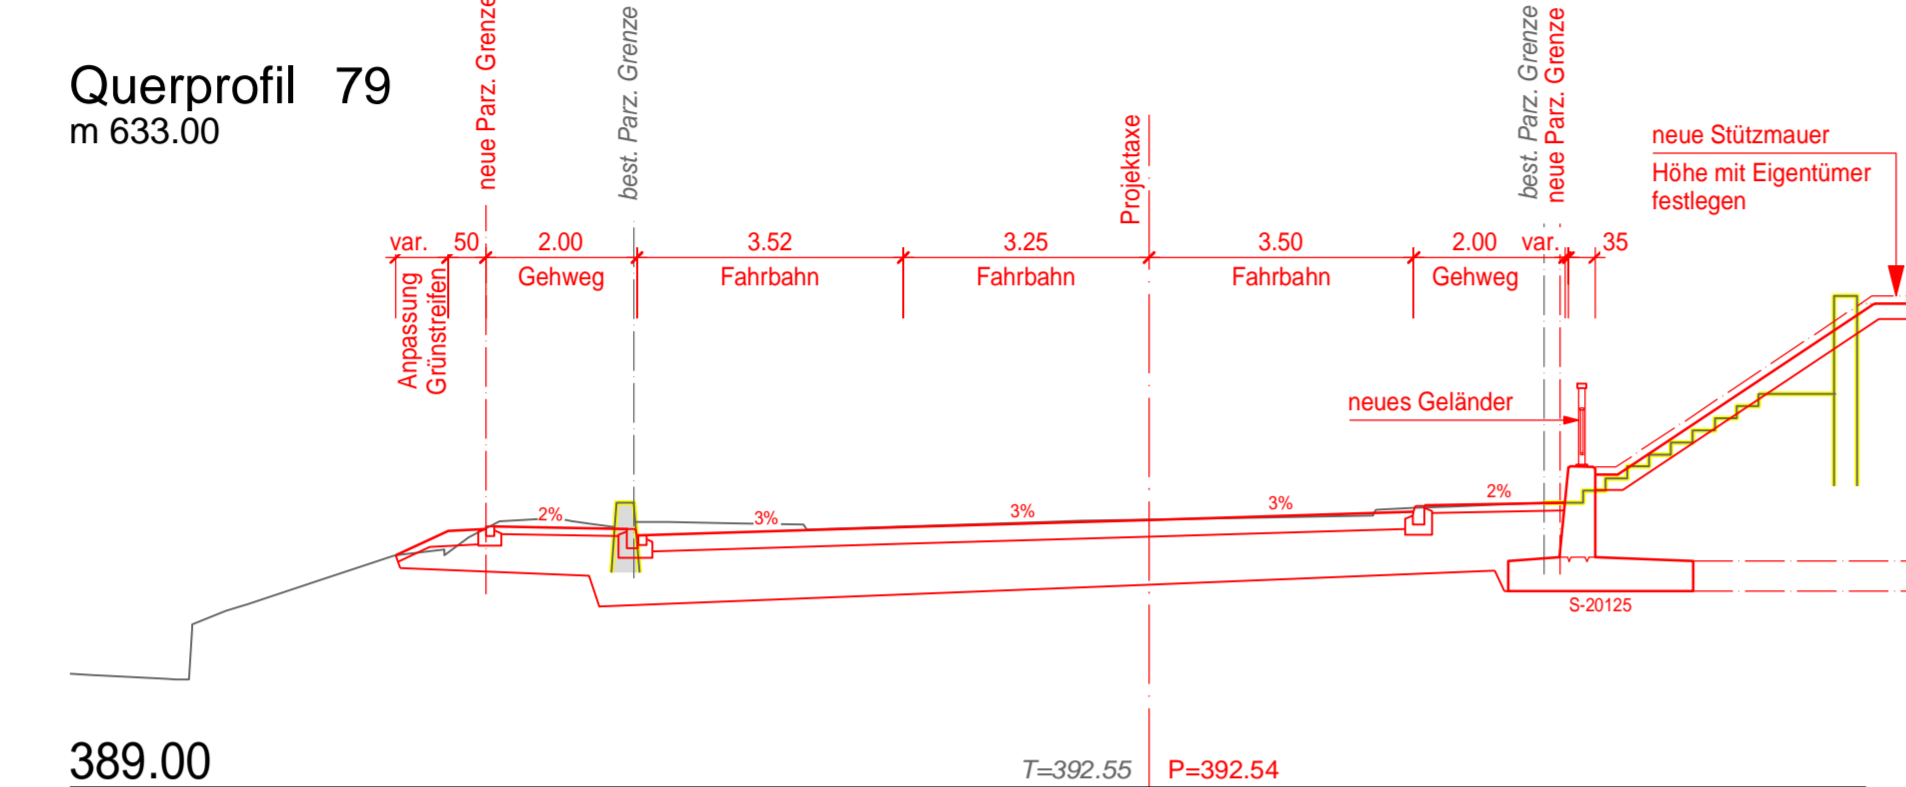 Querprofil 79
m 633.00
neue Parz. Grenze
best. Parz. Grenze
Projektaxe
best. Parz. Grenze
neue Parz. Grenze
neue Stützmauer
Höhe mit Eigentümer
festlegen
var. 50 2.00 3.52 3.25 3.50 2.00 var. 35
Anpassung
Grünstreifen
Gehweg Fahrbahn Fahrbahn Fahrbahn Gehweg
neues Geländer
2% 3% 3% 3% 2%
S-20125
389.00
T=392.55 P=392.54